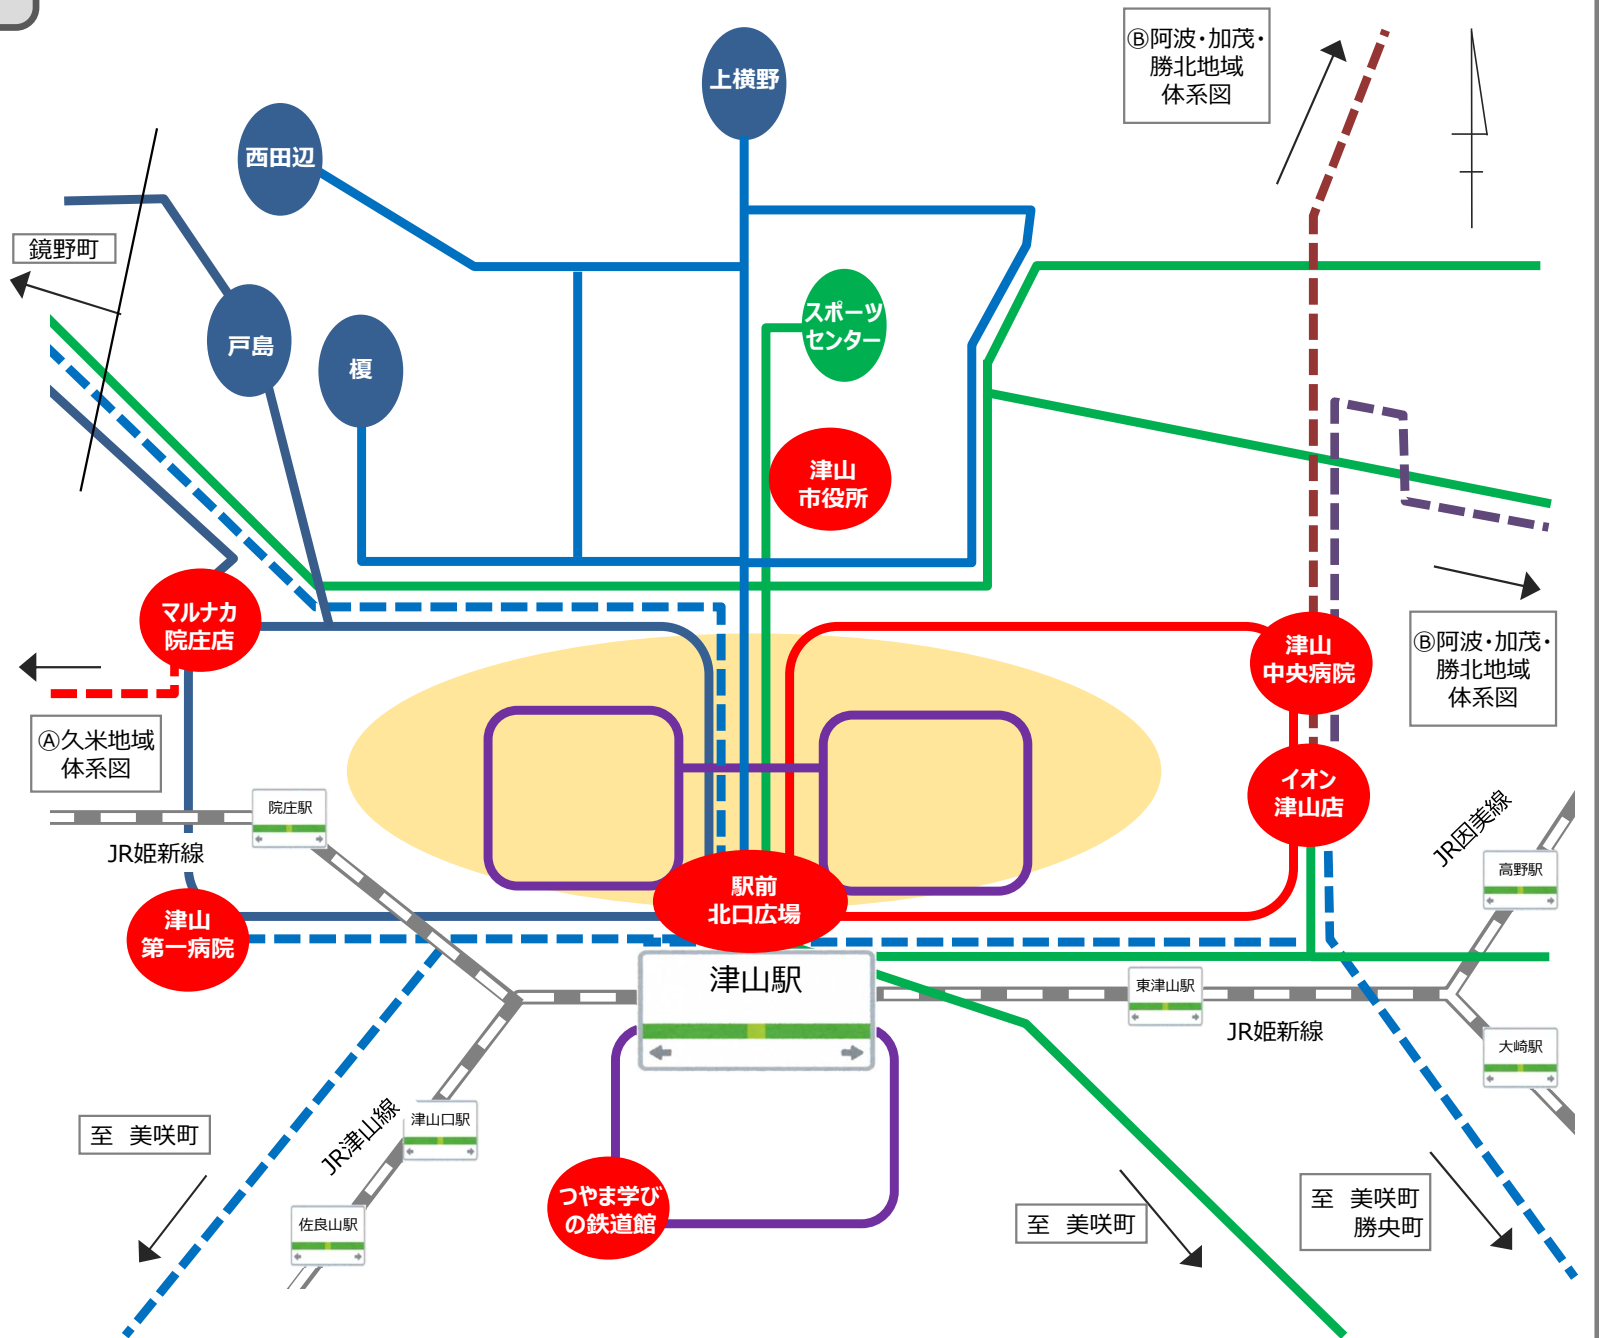 上横野
Ⓑ阿波・加茂・
勝北地域
体系図
西田辺
鏡野町
戸島
榎
スポーツ
センター
津山
市役所
マルナカ
院庄店
津山
中央病院
Ⓑ阿波・加茂・
勝北地域
体系図
Ⓐ久米地域
体系図
イオン
津山店
院庄駅
JR姫新線
JR因美線
高野駅
駅前
北口広場
津山
第一病院
津山駅
東津山駅
JR姫新線
大崎駅
至 美咲町
JR津山線
津山口駅
佐良山駅
つやま学び
の鉄道館
至 美咲町
至 美咲町
勝央町